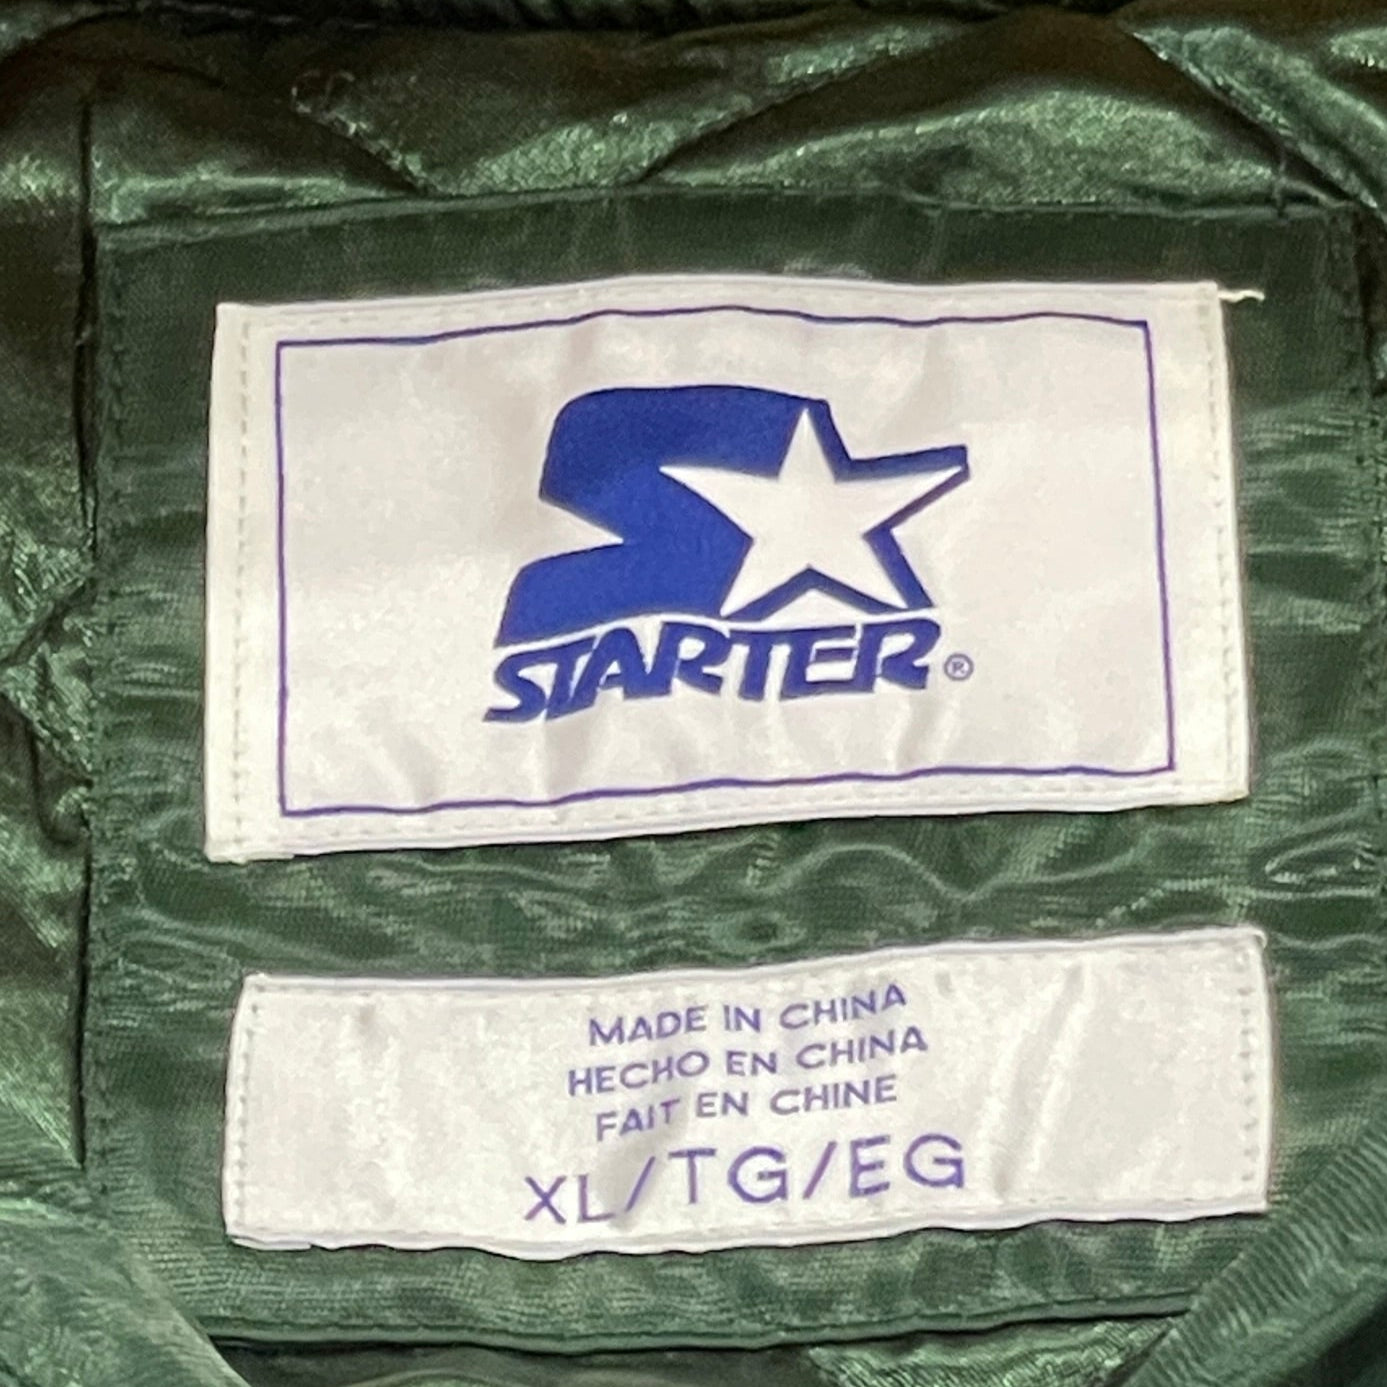 STARTER®
MADE IN CHINA
HECHO EN CHINA
FAIT EN CHINE
XL/TG/EG